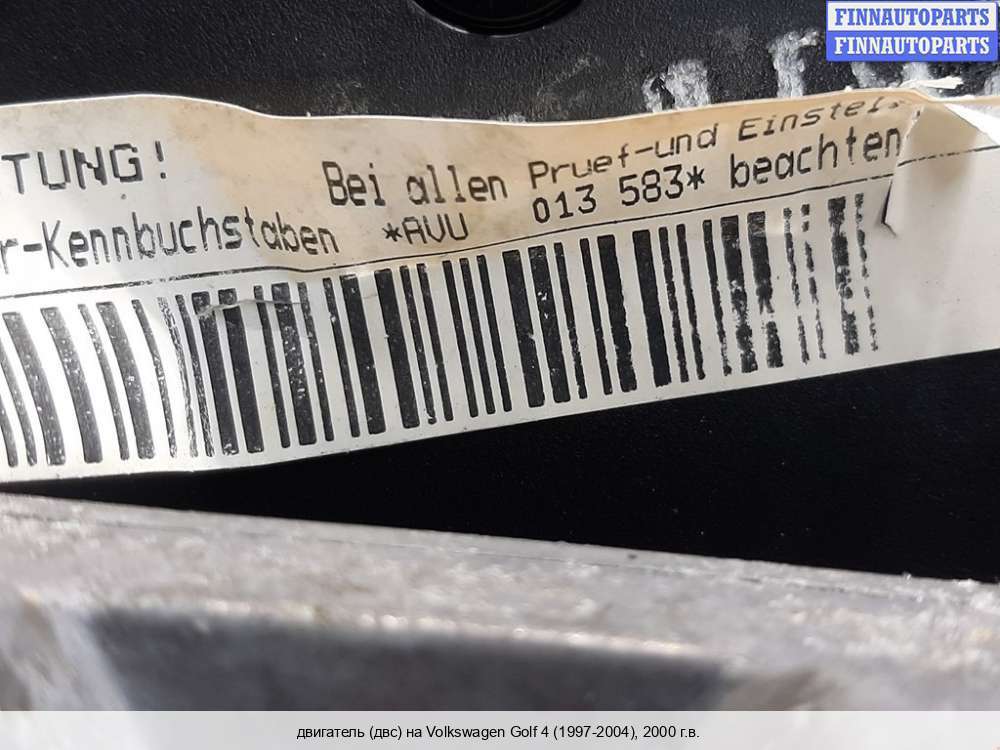 FINNAUTOPARTS
FINNAUTOPARTS
TUNG! Bei allen Pruef-und Einstel
r-Kennbuchstaben *AVU 013 583* beachten
двигатель (двс) на Volkswagen Golf 4 (1997-2004), 2000 г.в.